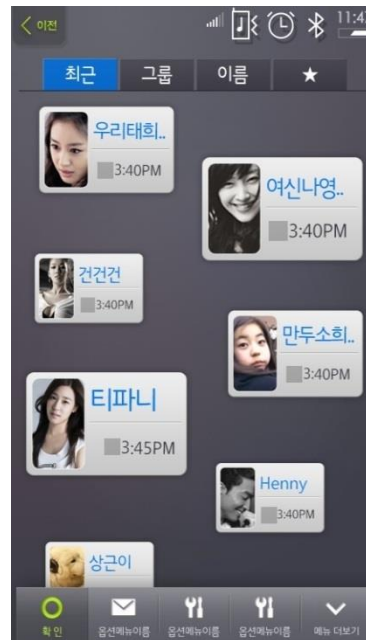 이전
11:4
최근 그룹 이름 ★
우리태희..
3:40PM
여신나영..
3:40PM
건건건
3:40PM
만두소희..
3:40PM
티파니
3:45PM
Henny
3:40PM
상근이
확인 옵션메뉴이름 옵션메뉴이름 옵션메뉴이름 메뉴 더보기